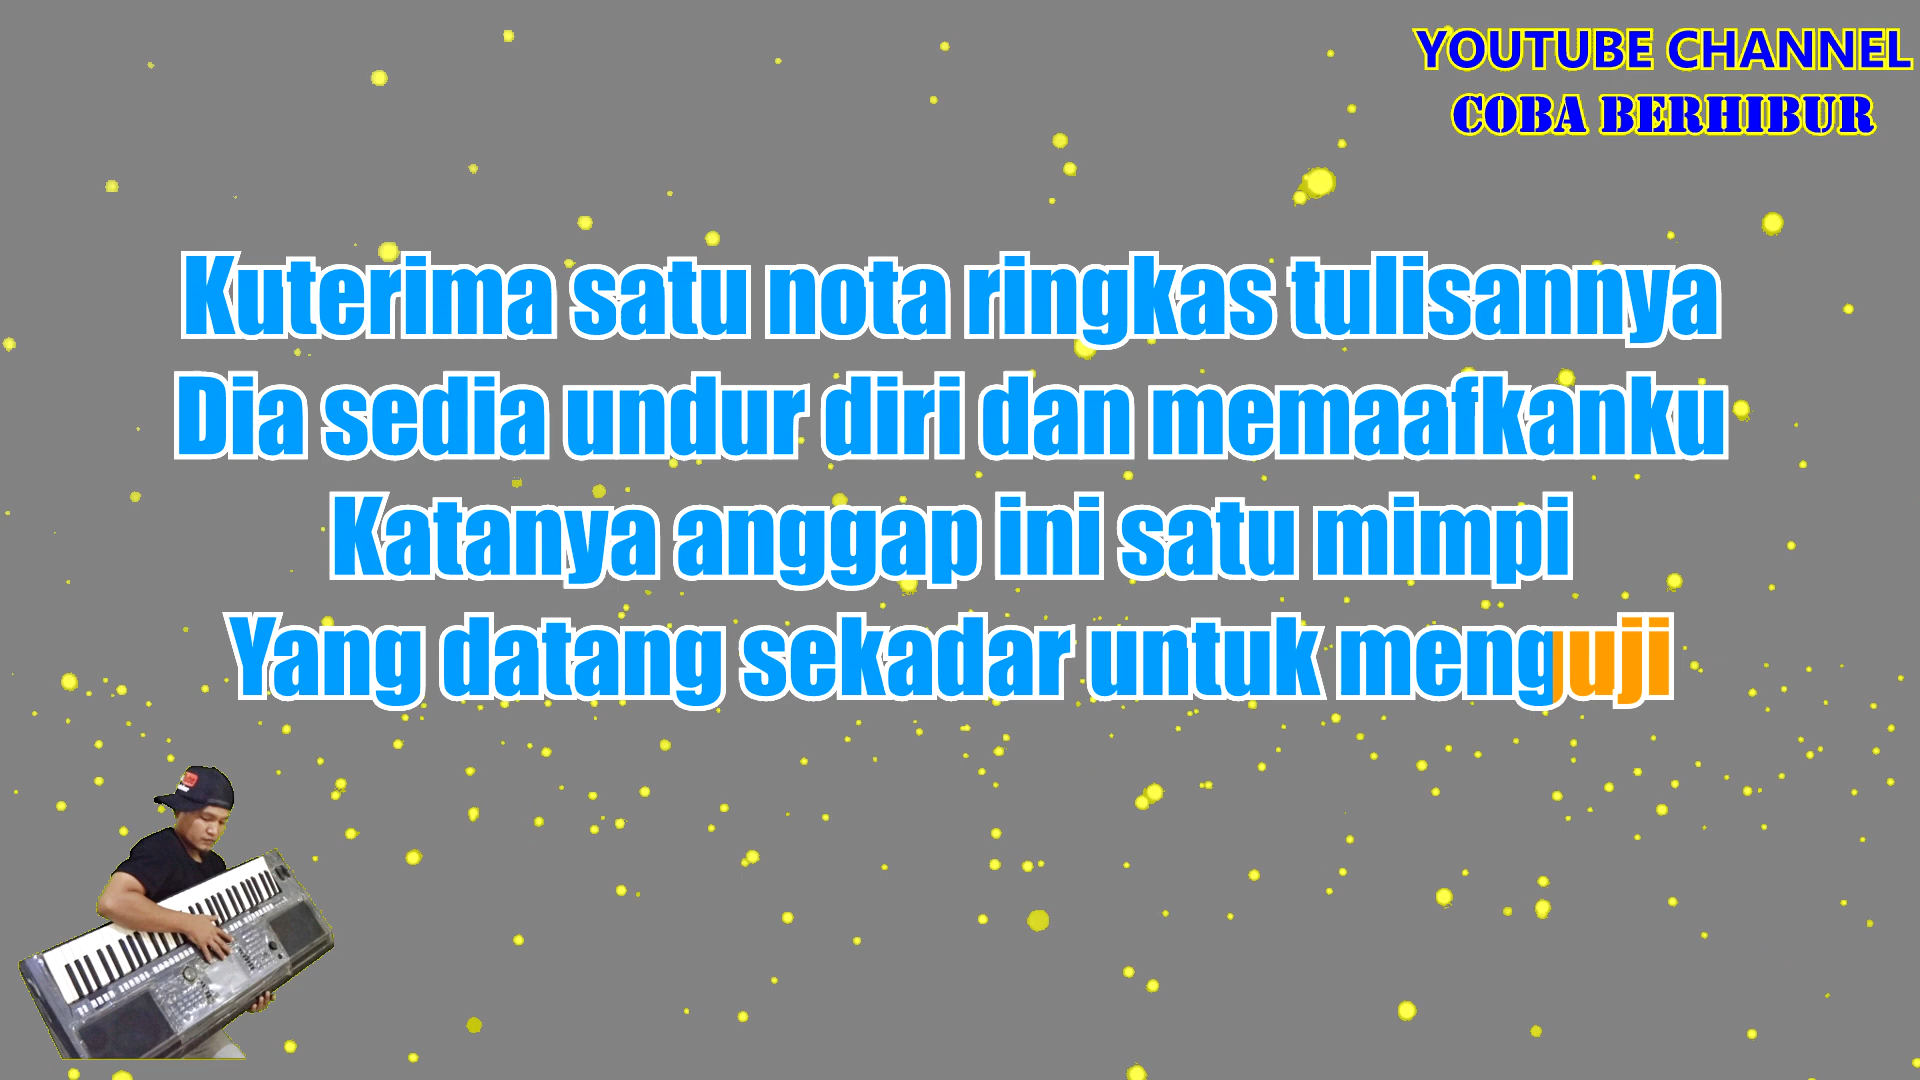 YOUTUBE CHANNEL
COBA BERHIBUR
Kuterima satu nota ringkas tulisannya
Dia sedia undur diri dan memaafkanku
Katanya anggap ini satu mimpi
Yang datang sekadar untuk menguji